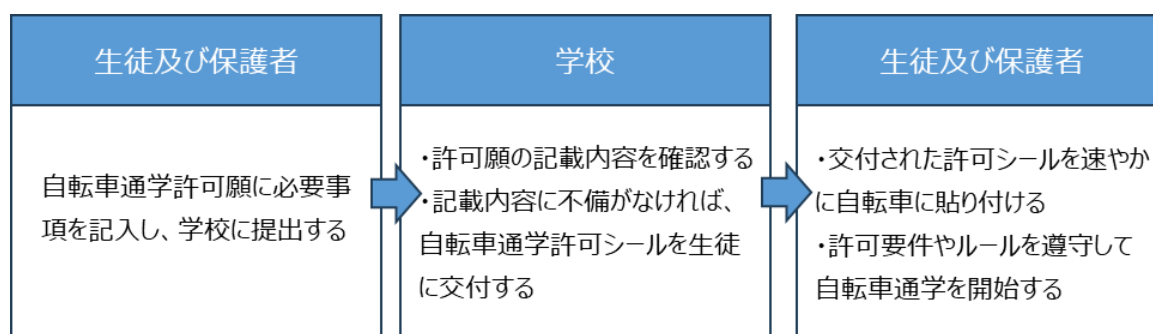 生徒及び保護者
自転車通学許可願に必要事
項を記入し、学校に提出する
学校
・許可願の記載内容を確認する
・記載内容に不備がなければ、
自転車通学許可シールを生徒
に交付する
生徒及び保護者
・交付された許可シールを速やか
に自転車に貼り付ける
・許可要件やルールを遵守して
自転車通学を開始する